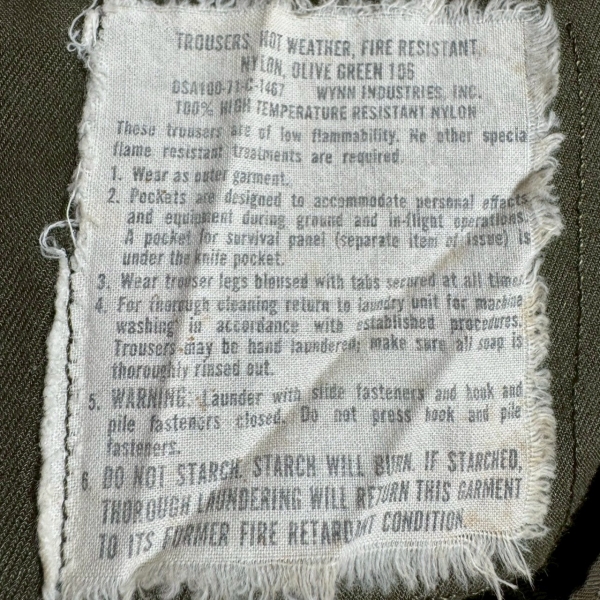 TROUSERS, HOT WEATHER, FIRE RESISTANT
NYLON, OLIVE GREEN 106
DSA100-71-C-1467 WYNN INDUSTRIES, INC.
100% HIGH TEMPERATURE RESISTANT NYLON
These trousers are of low flammability. No other specia
flame resistant treatments are required.
1. Wear as outer garment.
2. Pockets are designed to accommodate personal effects
and equipment during ground and in-flight operations.
A pocket for survival panel (separate item of issue) is
under the knife pocket.
3. Wear trouser legs bloused with tabs secured at all times
4. For thorough cleaning return to laundry unit for machine
washing in accordance with established procedures.
Trousers may be hand laundered; make sure all soap is
thoroughly rinsed out.
5. WARNING: Launder with slide fasteners and hook and
pile fasteners closed. Do not press hook and pile
fasteners.
6. DO NOT STARCH. STARCH WILL BURN. IF STARCHED,
THOROUGH LAUNDERING WILL RETURN THIS GARMENT
TO ITS FORMER FIRE RETARDANT CONDITION.